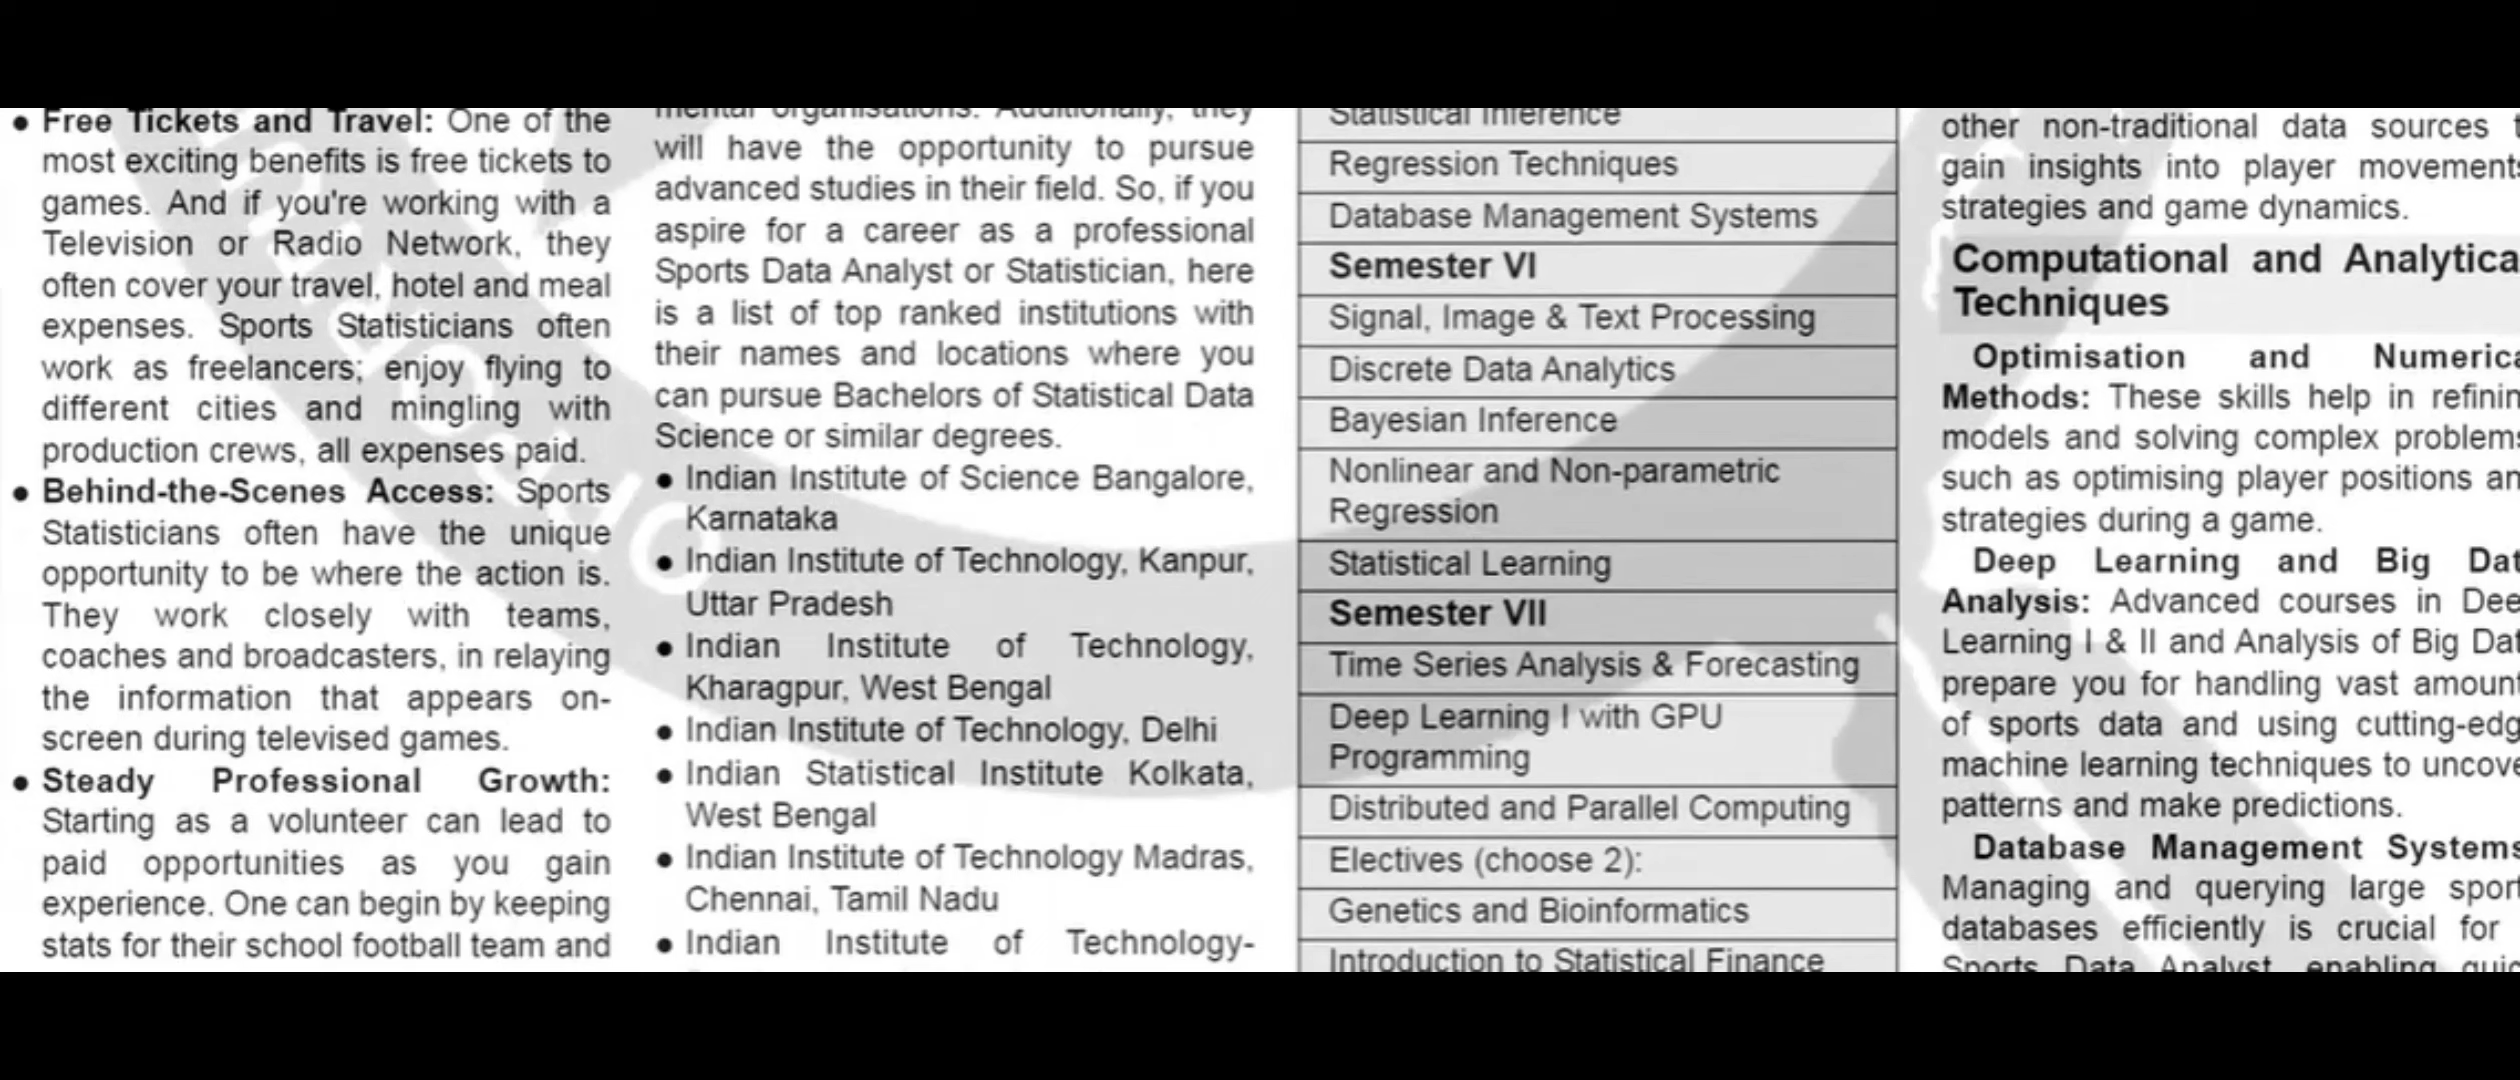 ● Free Tickets and Travel: One of the
most exciting benefits is free tickets to
games. And if you're working with a
Television or Radio Network, they
often cover your travel, hotel and meal
expenses. Sports Statisticians often
work as freelancers; enjoy flying to
different cities and mingling with
production crews, all expenses paid.
● Behind-the-Scenes Access: Sports
Statisticians often have the unique
opportunity to be where the action is.
They work closely with teams,
coaches and broadcasters, in relaying
the information that appears on-
screen during televised games.
● Steady Professional Growth:
Starting as a volunteer can lead to
paid opportunities as you gain
experience. One can begin by keeping
stats for their school football team and
mental organisations. Additionally, they
will have the opportunity to pursue
advanced studies in their field. So, if you
aspire for a career as a professional
Sports Data Analyst or Statistician, here
is a list of top ranked institutions with
their names and locations where you
can pursue Bachelors of Statistical Data
Science or similar degrees.
● Indian Institute of Science Bangalore,
Karnataka
● Indian Institute of Technology, Kanpur,
Uttar Pradesh
● Indian Institute of Technology,
Kharagpur, West Bengal
● Indian Institute of Technology, Delhi
● Indian Statistical Institute Kolkata,
West Bengal
● Indian Institute of Technology Madras,
Chennai, Tamil Nadu
● Indian Institute of Technology-
Statistical Inference
Regression Techniques
Database Management Systems
Semester VI
Signal, Image & Text Processing
Discrete Data Analytics
Bayesian Inference
Nonlinear and Non-parametric
Regression
Statistical Learning
Semester VII
Time Series Analysis & Forecasting
Deep Learning I with GPU
Programming
Distributed and Parallel Computing
Electives (choose 2):
Genetics and Bioinformatics
Introduction to Statistical Finance
other non-traditional data sources t
gain insights into player movements
strategies and game dynamics.
Computational and Analytica
Techniques
Optimisation and Numerica
Methods: These skills help in refinin
models and solving complex problems
such as optimising player positions an
strategies during a game.
Deep Learning and Big Dat
Analysis: Advanced courses in Dee
Learning I & II and Analysis of Big Dat
prepare you for handling vast amount
of sports data and using cutting-edg
machine learning techniques to uncove
patterns and make predictions.
Database Management Systems
Managing and querying large sport
databases efficiently is crucial for
Sports Data Analyst, enabling quic